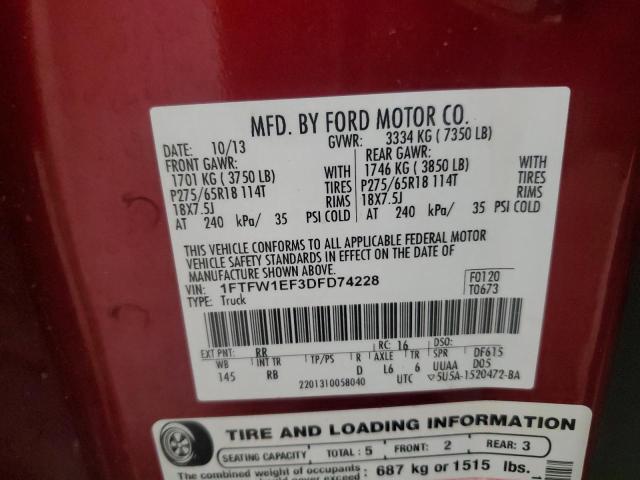 MFD. BY FORD MOTOR CO.
DATE: 10/13 GVWR: 3334 KG ( 7350 LB)
FRONT GAWR: REAR GAWR:
1701 KG ( 3750 LB) WITH 1746 KG ( 3850 LB) WITH
P275/65R18 114T TIRES P275/65R18 114T TIRES
18X7.5J RIMS 18X7.5J RIMS
AT 240 kPa/ 35 PSI COLD AT 240 kPa/ 35 PSI COLD
THIS VEHICLE CONFORMS TO ALL APPLICABLE FEDERAL MOTOR
VEHICLE SAFETY STANDARDS IN EFFECT ON THE DATE OF
MANUFACTURE SHOWN ABOVE.
VIN: 1FTFW1EF3DFD74228 F0120
TYPE: Truck T0673
EXT PNT: RR RC: 16 DSO:
WB INT TR TP/PS R AXLE TR SPR DF615
145 RB D L6 6 UUAA D05
2201310058040 UTC 5U5A-1520472-BA
TIRE AND LOADING INFORMATION
SEATING CAPACITY TOTAL : 5 FRONT: 2 REAR: 3
The combined weight of occupants 687 kg or 1515 lbs.